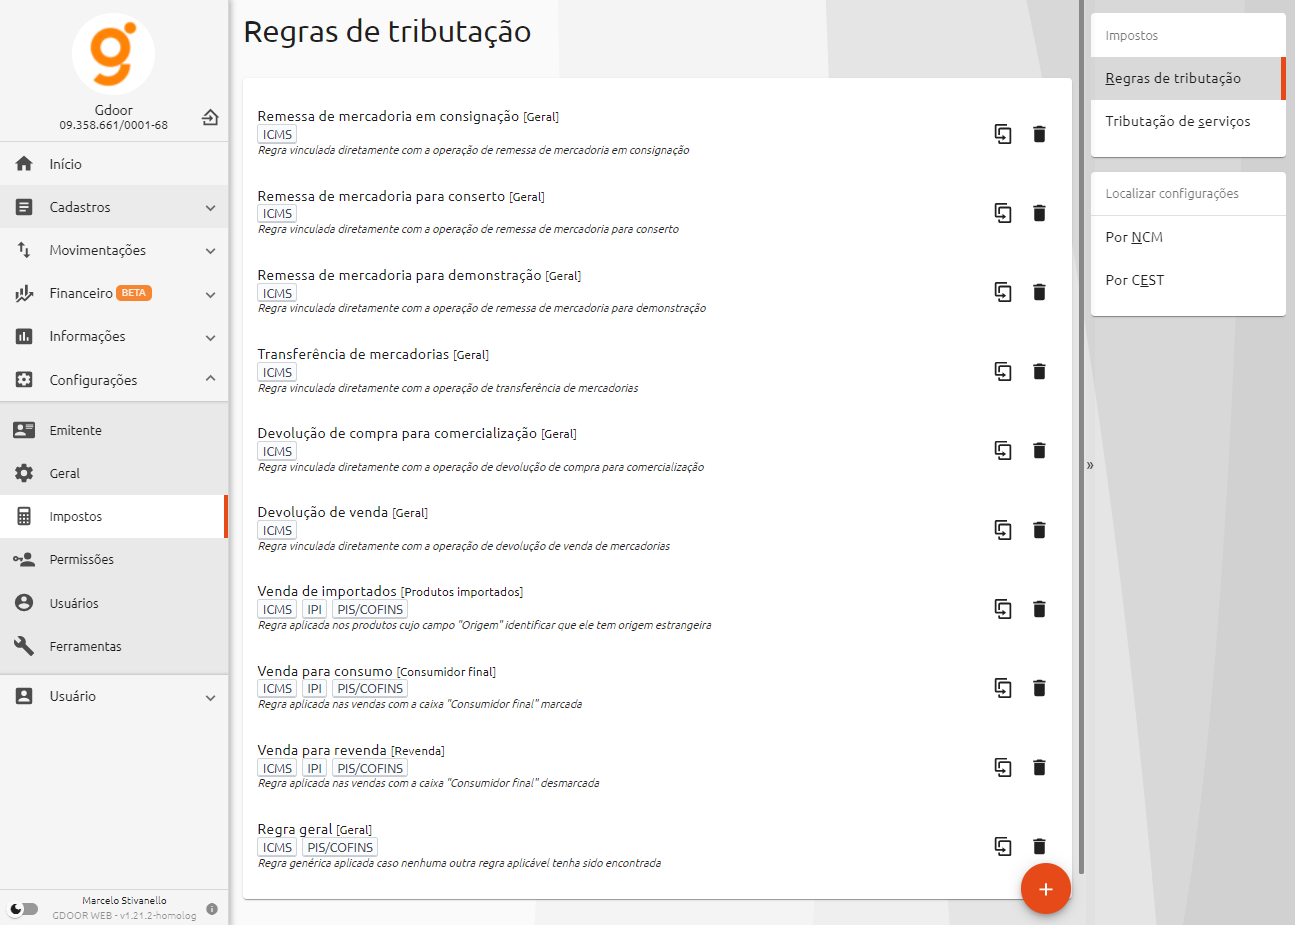 Gdoor
09.358.661/0001-68
Início
Cadastros
Movimentações
Financeiro BETA
Informações
Configurações
Emitente
Geral
Impostos
Permissões
Usuários
Ferramentas
Usuário
Marcelo Stivanello
GDOOR WEB - v1.21.2-homolog
Regras de tributação
Remessa de mercadoria em consignação [Geral]
ICMS
Regra vinculada diretamente com a operação de remessa de mercadoria em consignação
Remessa de mercadoria para conserto [Geral]
ICMS
Regra vinculada diretamente com a operação de remessa de mercadoria para conserto
Remessa de mercadoria para demonstração [Geral]
ICMS
Regra vinculada diretamente com a operação de remessa de mercadoria para demonstração
Transferência de mercadorias [Geral]
ICMS
Regra vinculada diretamente com a operação de transferência de mercadorias
Devolução de compra para comercialização [Geral]
ICMS
Regra vinculada diretamente com a operação de devolução de compra para comercialização
Devolução de venda [Geral]
ICMS
Regra vinculada diretamente com a operação de devolução de venda de mercadorias
Venda de importados [Produtos importados]
ICMS IPI PIS/COFINS
Regra aplicada nos produtos cujo campo "Origem" identificar que ele tem origem estrangeira
Venda para consumo [Consumidor final]
ICMS IPI PIS/COFINS
Regra aplicada nas vendas com a caixa "Consumidor final" marcada
Venda para revenda [Revenda]
ICMS IPI PIS/COFINS
Regra aplicada nas vendas com a caixa "Consumidor final" desmarcada
Regra geral [Geral]
ICMS PIS/COFINS
Regra genérica aplicada caso nenhuma outra regra aplicável tenha sido encontrada
+
»
Impostos
Regras de tributação
Tributação de serviços
Localizar configurações
Por NCM
Por CEST